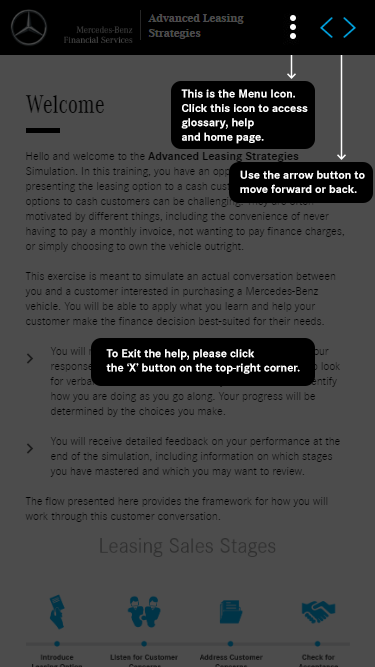 Mercedes-Benz
Financial Services
Advanced Leasing
Strategies
This is the Menu Icon.
Click this icon to access
glossary, help
and home page.
Use the arrow button to
move forward or back.
Welcome
Hello and welcome to the Advanced Leasing Strategies
Simulation. In this training, you have an opp
presenting the leasing option to a cash cust
options to cash customers can be challenging. They are often
motivated by different things, including the convenience of never
having to pay a monthly invoice, not wanting to pay finance charges,
or simply choosing to own the vehicle outright.
This exercise is meant to simulate an actual conversation between
you and a customer interested in purchasing a Mercedes-Benz
vehicle. You will be able to apply what you learn and help your
customer make the finance decision best-suited for their needs.
To Exit the help, please click
the ‘X’ button on the top-right corner.
You will
respons
look
for verba
how you are doing as you go along. Your progress will be
determined by the choices you make.
You will receive detailed feedback on your performance at the
end of the simulation, including information on which stages
you have mastered and which you may want to review.
The flow presented here provides the framework for how you will
work through this customer conversation.
Leasing Sales Stages
Introduce
Leasing Option
Listen for Customer
Concerns
Address Customer
Concerns
Check for
Acceptance